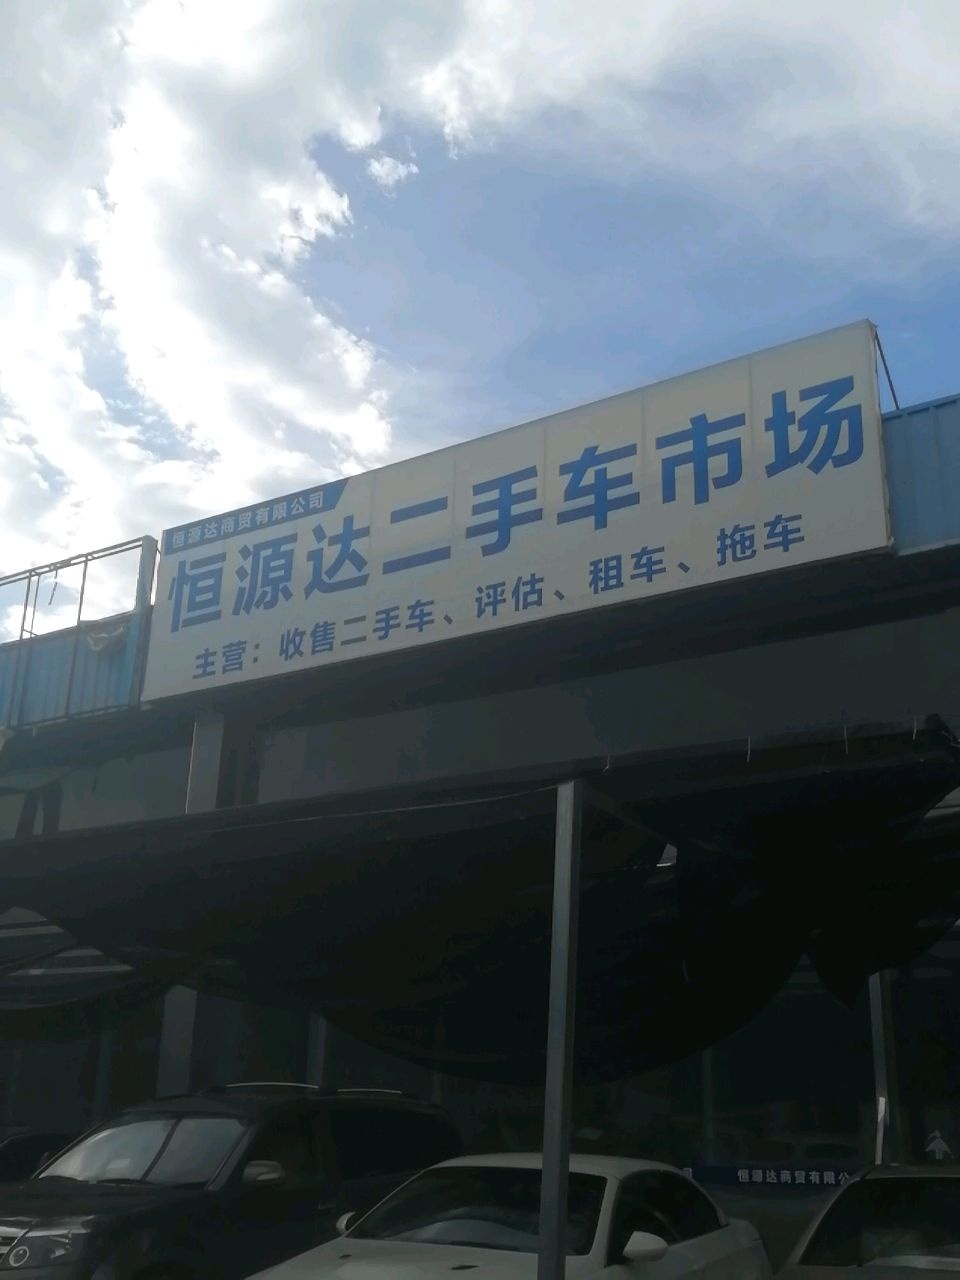 恒源达商贸有限公司
恒源达二手车市场
主营：收售二手车、评估、租车、拖车
恒源达商贸有限公